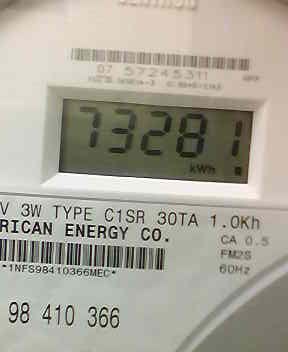 07 57245311
73281
kWh
V 3W TYPE C1SR 30TA 1.0Kh
RICAN ENERGY CO.
CA 0.5
FM2S
60Hz
*1NFS98410366MEC*
98 410 366